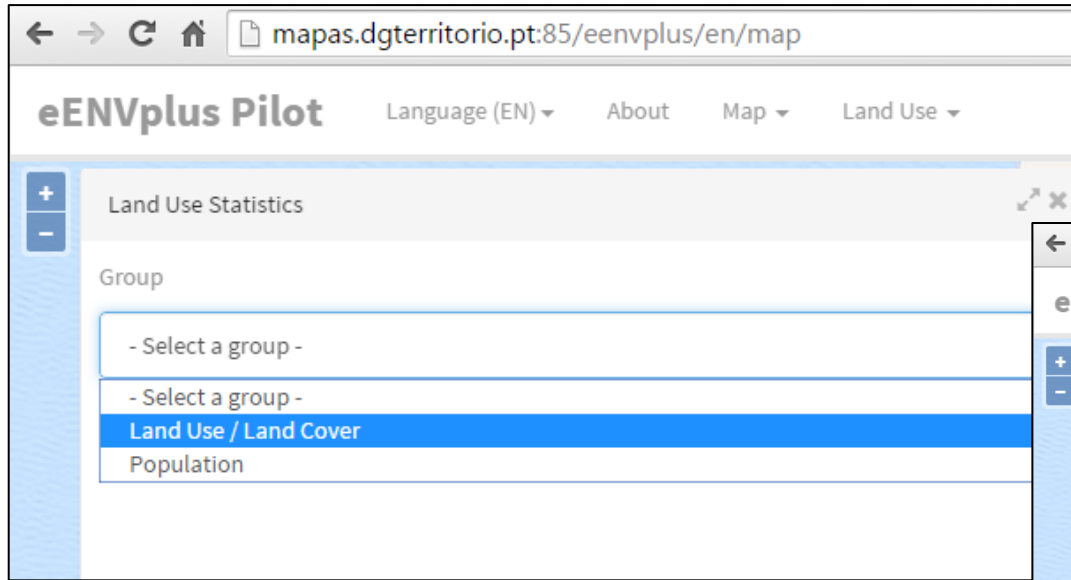 mapas.dgterritorio.pt:85/eenvplus/en/map
eENVplus Pilot Language (EN) About Map Land Use
Land Use Statistics
Group
- Select a group -
- Select a group -
Land Use / Land Cover
Population
e